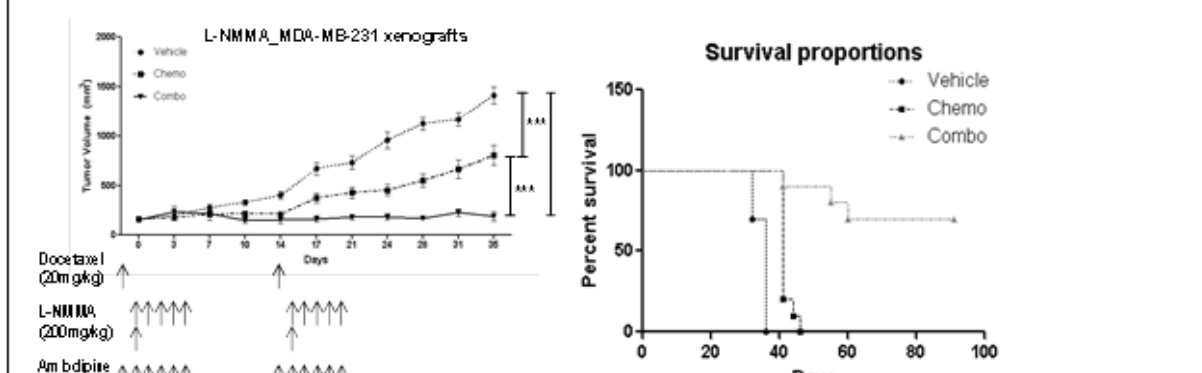 L-NMMA_MDA-MB-231 xenografts
Vehicle
Chemo
Combo
Tumor Volume (mm³)
2000
1500
1000
500
0
0 3 7 10 14 17 21 24 28 31 35
Days
***
***
Docetaxel
(20mg/kg)
L-NMMA
(200mg/kg)
Amlodipine
Survival proportions
Vehicle
Chemo
Combo
Percent survival
150
100
50
0
0 20 40 60 80 100